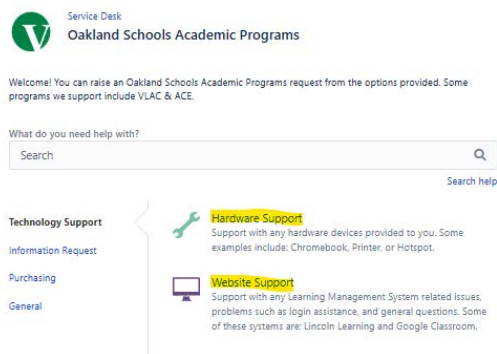 V
Service Desk
Oakland Schools Academic Programs
Welcome! You can raise an Oakland Schools Academic Programs request from the options provided. Some
programs we support include VLAC & ACE.
What do you need help with?
Search
Search help
Technology Support
Information Request
Purchasing
General
Hardware Support
Support with any hardware devices provided to you. Some
examples include: Chromebook, Printer, or Hotspot.
Website Support
Support with any Learning Management System related issues,
problems such as login assistance, and general questions. Some
of these systems are: Lincoln Learning and Google Classroom.